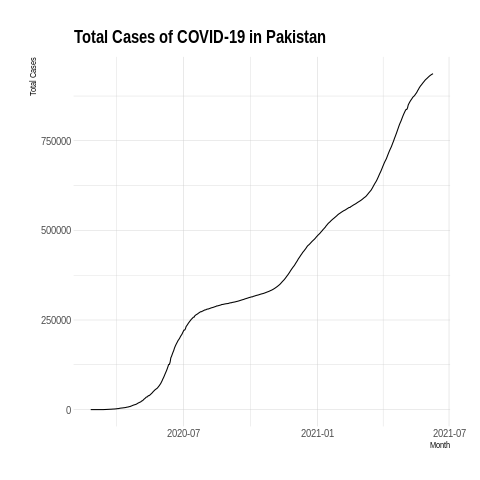 Total Cases of COVID-19 in Pakistan
Total Cases
750000
500000
250000
0
2020-07
2021-01
2021-07
Month